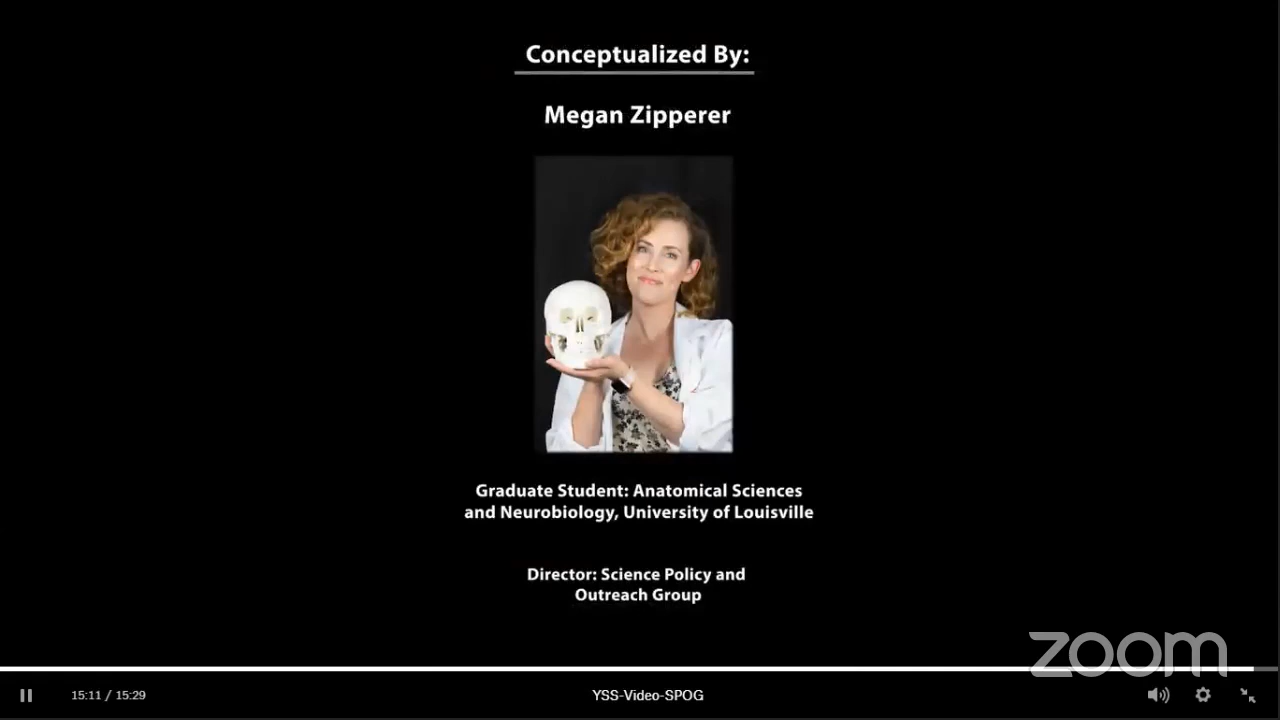 Conceptualized By:
Megan Zipperer
Graduate Student: Anatomical Sciences
and Neurobiology, University of Louisville
Director: Science Policy and
Outreach Group
zoom
15:11 / 15:29
YSS-Video-SPOG